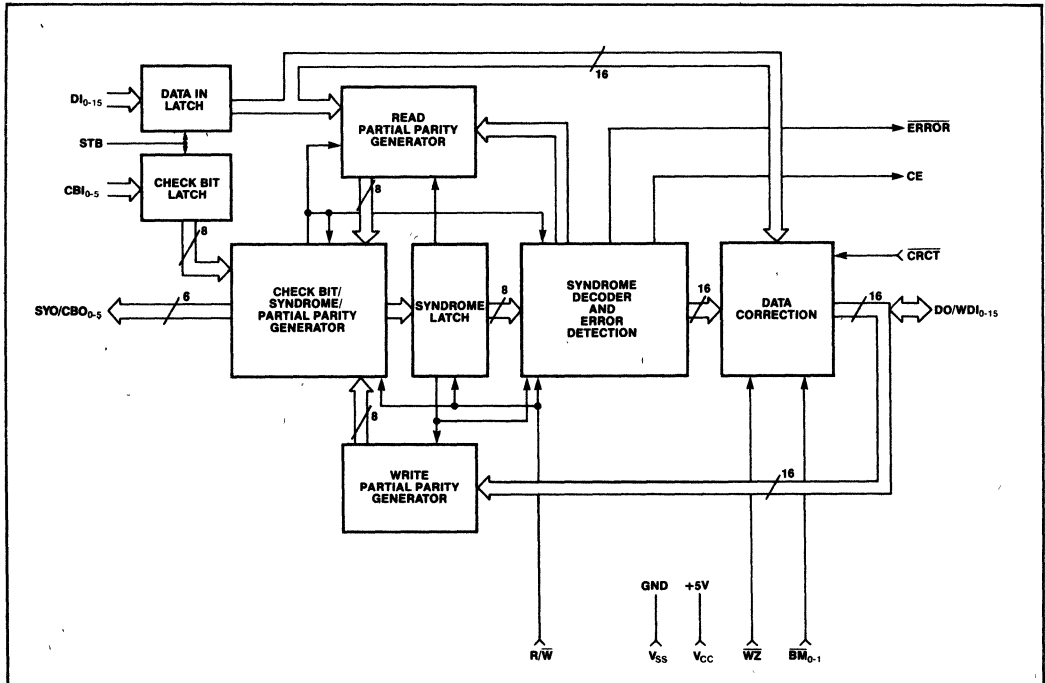 16
DI0-15
DATA IN
LATCH
READ
PARTIAL PARITY
GENERATOR
STB
ERROR
CBI0-5
CHECK BIT
LATCH
8
CE
8
CRCT
SYO/CBO0-5
6
CHECK BIT/
SYNDROME/
PARTIAL PARITY
GENERATOR
SYNDROME
LATCH
8
SYNDROME
DECODER
AND
ERROR
DETECTION
16
DATA
CORRECTION
16
DO/WDI0-15
8
WRITE
PARTIAL PARITY
GENERATOR
16
GND
+5V
R/W
VSS
VCC
WZ
BM0-1